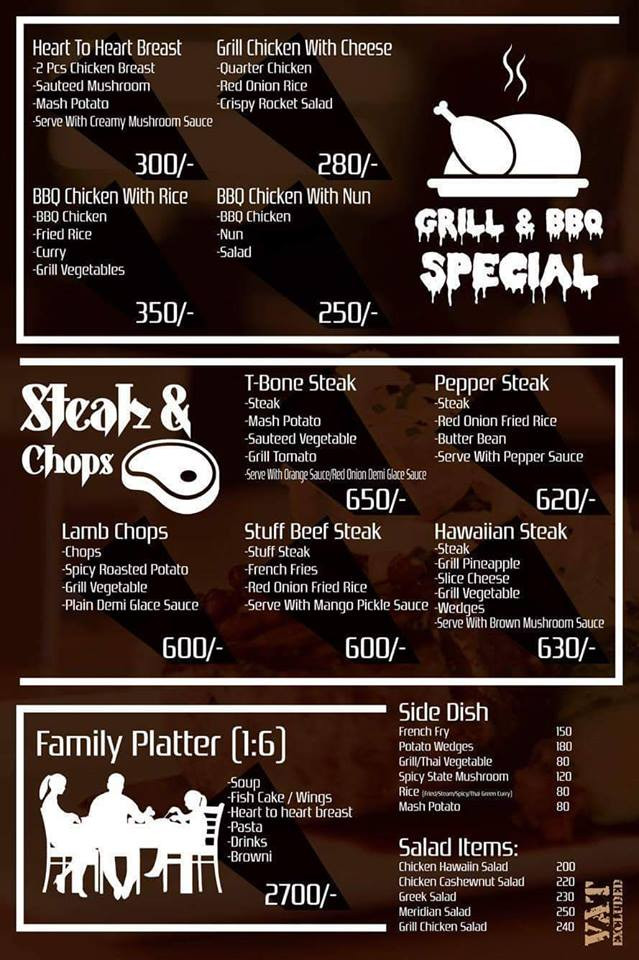 Heart To Heart Breast
-2 Pcs Chicken Breast
-Sauteed Mushroom
-Mash Potato
-Serve With Creamy Mushroom Sauce
300/-
Grill Chicken With Cheese
-Quarter Chicken
-Red Onion Rice
-Crispy Rocket Salad
280/-
BBQ Chicken With Rice
-BBQ Chicken
-Fried Rice
-Curry
-Grill Vegetables
350/-
BBQ Chicken With Nun
-BBQ Chicken
-Nun
-Salad
250/-
GRILL & BBQ
SPECIAL
Steak &
Chops
T-Bone Steak
-Steak
-Mash Potato
-Sauteed Vegetable
-Grill Tomato
-Serve With Orange Sauce/Red Onion Demi Glace Sauce
650/-
Pepper Steak
-Steak
-Red Onion Fried Rice
-Butter Bean
-Serve With Pepper Sauce
620/-
Lamb Chops
-Chops
-Spicy Roasted Potato
-Grill Vegetable
-Plain Demi Glace Sauce
600/-
Stuff Beef Steak
-Stuff Steak
-French Fries
-Red Onion Fried Rice
-Serve With Mango Pickle Sauce
600/-
Hawaiian Steak
-Steak
-Grill Pineapple
-Slice Cheese
-Grill Vegetable
-Wedges
-Serve With Brown Mushroom Sauce
630/-
Family Platter (1:6)
-Soup
-Fish Cake / Wings
-Heart to heart breast
-Pasta
-Drinks
-Browni
2700/-
Side Dish
French Fry 150
Potato Wedges 180
Grill/Thai Vegetable 80
Spicy State Mushroom 120
Rice (Fried/Steam/Spicy/Thai Green Curry) 80
Mash Potato 80
Salad Items:
Chicken Hawaiin Salad 200
Chicken Cashewnut Salad 220
Greek Salad 230
Meridian Salad 250
Grill Chicken Salad 240
VAT
EXCLUDED